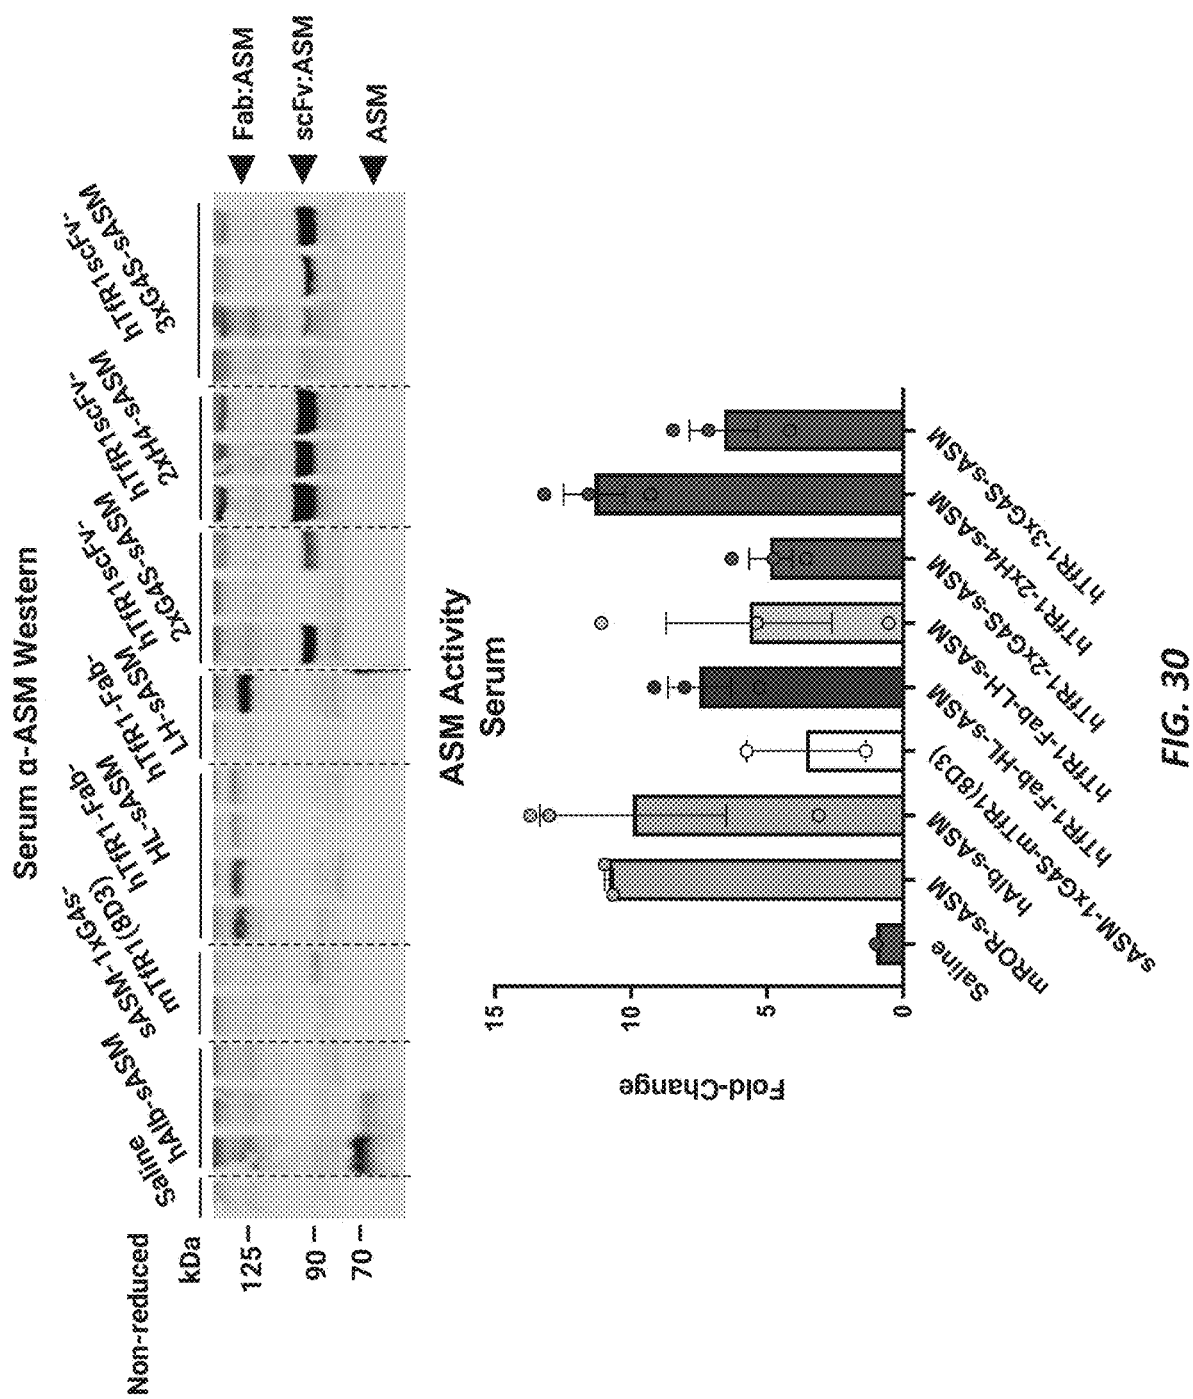 Serum α-ASM Western
Non-reduced
kDa
125
90
70
Saline
hAlb-sASM
sASM-1xG4S-
mTfR1(8D3)
hTfR1-Fab-
HL-sASM
hTfR1-Fab-
LH-sASM
hTfR1scFv-
2xG4S-sASM
hTfR1scFv-
2xH4-sASM
hTfR1scFv-
3xG4S-sASM
Fab:ASM
scFv:ASM
ASM
ASM Activity
Serum
Fold-Change
15
10
5
0
Saline
mROR-sASM
hAlb-sASM
sASM-1xG4S-mTfR1(8D3)
hTfR1-Fab-HL-sASM
hTfR1-Fab-LH-sASM
hTfR1-2xG4S-sASM
hTfR1-2xH4-sASM
hTfR1-3xG4S-sASM
FIG. 30